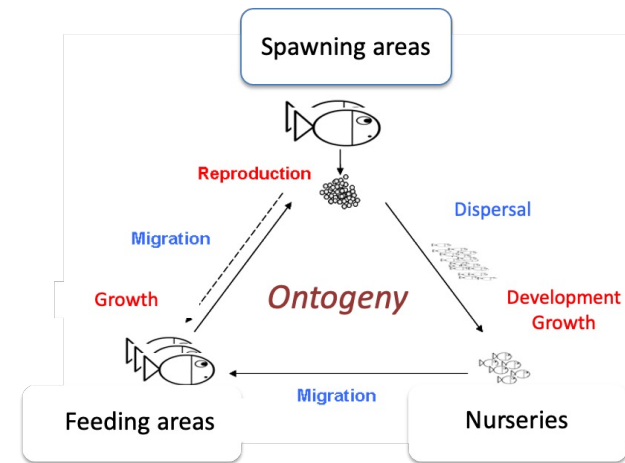 Spawning areas
Reproduction
Dispersal
Migration
Ontogeny
Growth
Development
Growth
Migration
Feeding areas
Nurseries